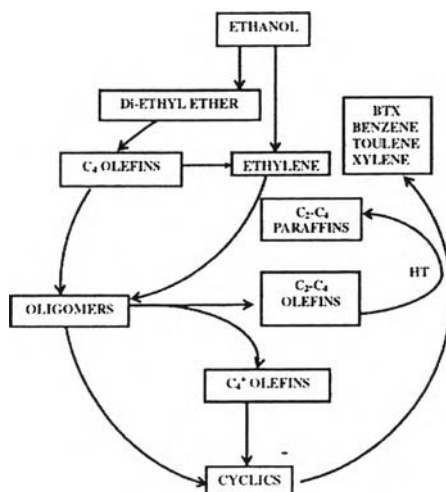 ETHANOL
Di-ETHYL ETHER
BTX
BENZENE
TOULENE
XYLENE
C₄ OLEFINS
ETHYLENE
C₂-C₄
PARAFFINS
HT
C₂-C₄
OLEFINS
OLIGOMERS
C₄⁺ OLEFINS
CYCLICS